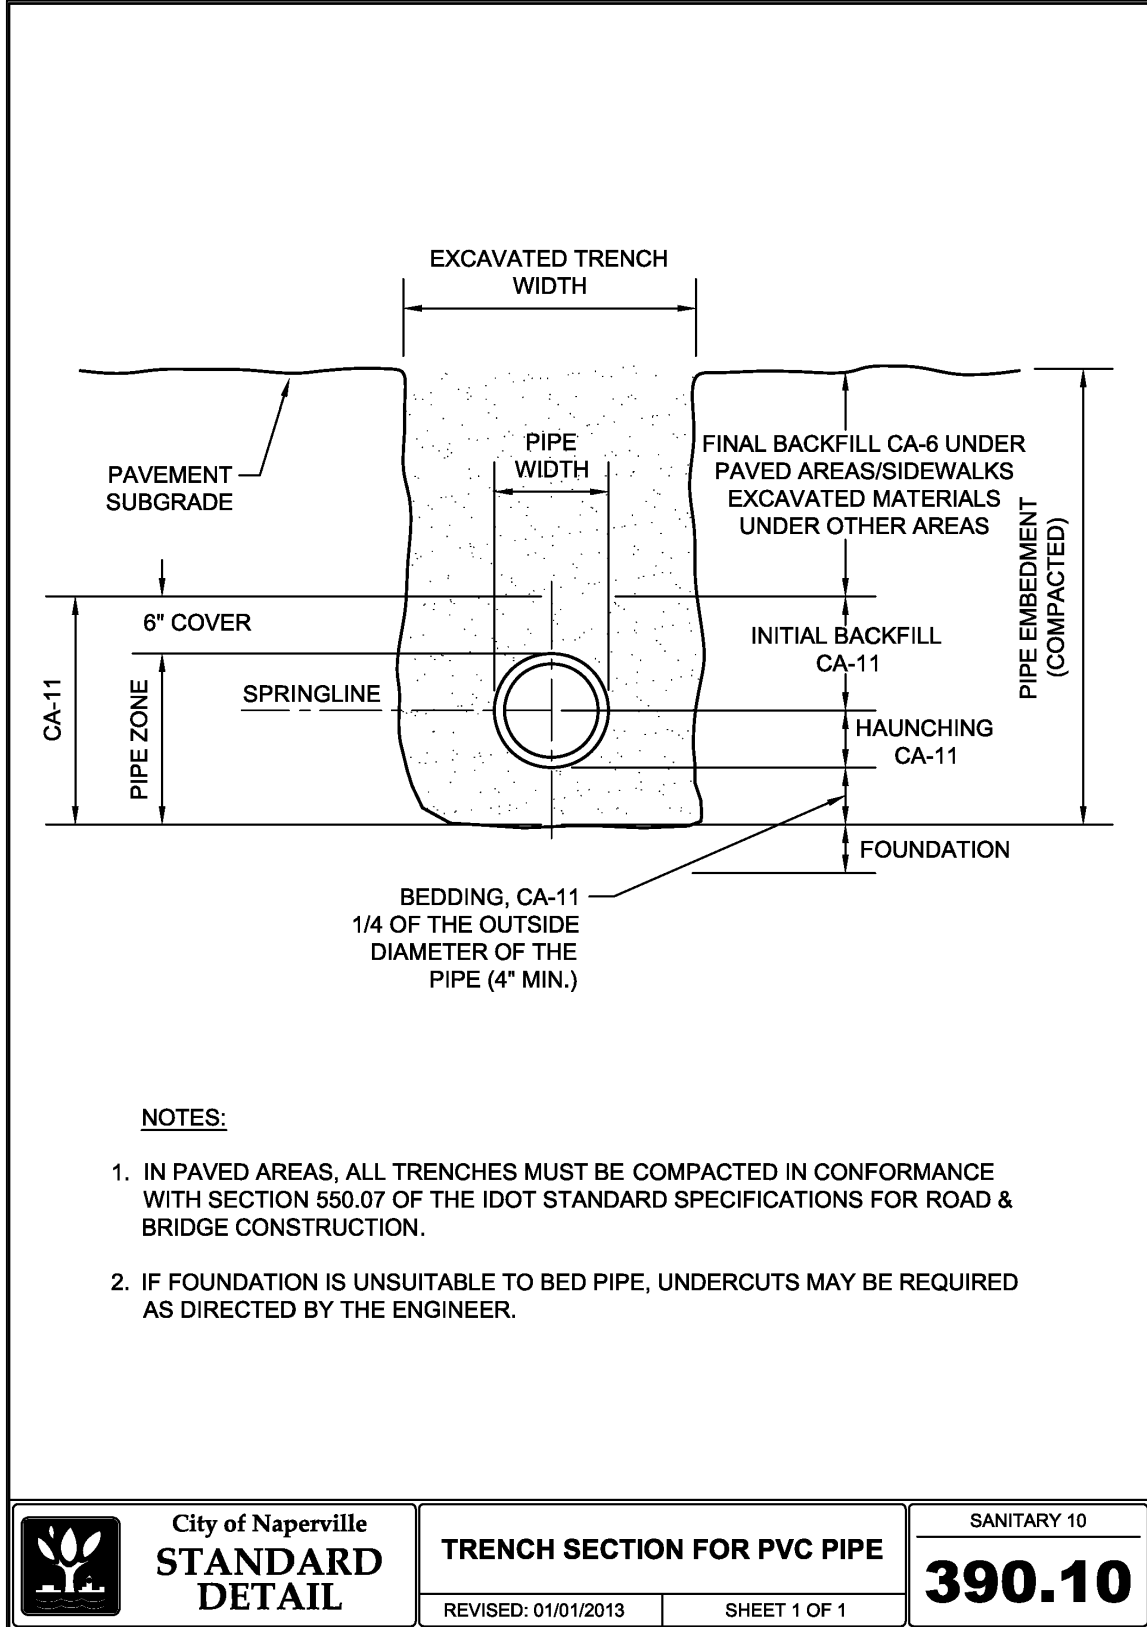 EXCAVATED TRENCH
WIDTH
PIPE
WIDTH
FINAL BACKFILL CA-6 UNDER
PAVED AREAS/SIDEWALKS
EXCAVATED MATERIALS
UNDER OTHER AREAS
PAVEMENT
SUBGRADE
PIPE EMBEDMENT
(COMPACTED)
6" COVER
INITIAL BACKFILL
CA-11
CA-11
PIPE ZONE
SPRINGLINE
HAUNCHING
CA-11
FOUNDATION
BEDDING, CA-11
1/4 OF THE OUTSIDE
DIAMETER OF THE
PIPE (4" MIN.)
NOTES:
1. IN PAVED AREAS, ALL TRENCHES MUST BE COMPACTED IN CONFORMANCE
WITH SECTION 550.07 OF THE IDOT STANDARD SPECIFICATIONS FOR ROAD &
BRIDGE CONSTRUCTION.
2. IF FOUNDATION IS UNSUITABLE TO BED PIPE, UNDERCUTS MAY BE REQUIRED
AS DIRECTED BY THE ENGINEER.
City of Naperville
STANDARD
DETAIL
TRENCH SECTION FOR PVC PIPE
REVISED: 01/01/2013
SHEET 1 OF 1
SANITARY 10
390.10